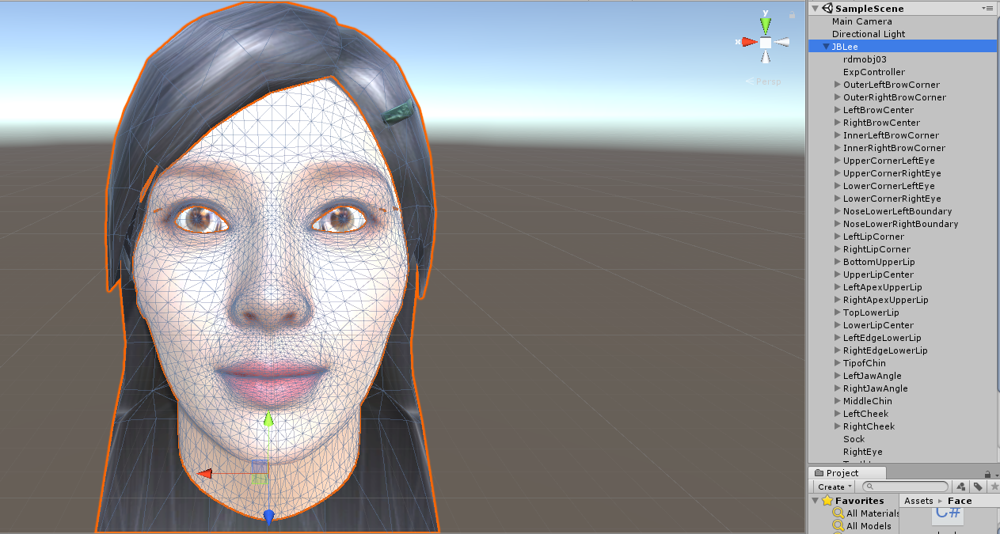 y
x
Persp
SampleScene
Main Camera
Directional Light
JBLee
rdmobj03
ExpController
OuterLeftBrowCorner
OuterRightBrowCorner
LeftBrowCenter
RightBrowCenter
InnerLeftBrowCorner
InnerRightBrowCorner
UpperCornerLeftEye
UpperCornerRightEye
LowerCornerLeftEye
LowerCornerRightEye
NoseLowerLeftBoundary
NoseLowerRightBoundary
LeftLipCorner
RightLipCorner
BottomUpperLip
UpperLipCenter
LeftApexUpperLip
RightApexUpperLip
TopLowerLip
LowerLipCenter
LeftEdgeLowerLip
RightEdgeLowerLip
TipofChin
LeftJawAngle
RightJawAngle
MiddleChin
LeftCheek
RightCheek
Sock
RightEye
Project
Create
Favorites
All Materials
All Models
Assets Face
C#